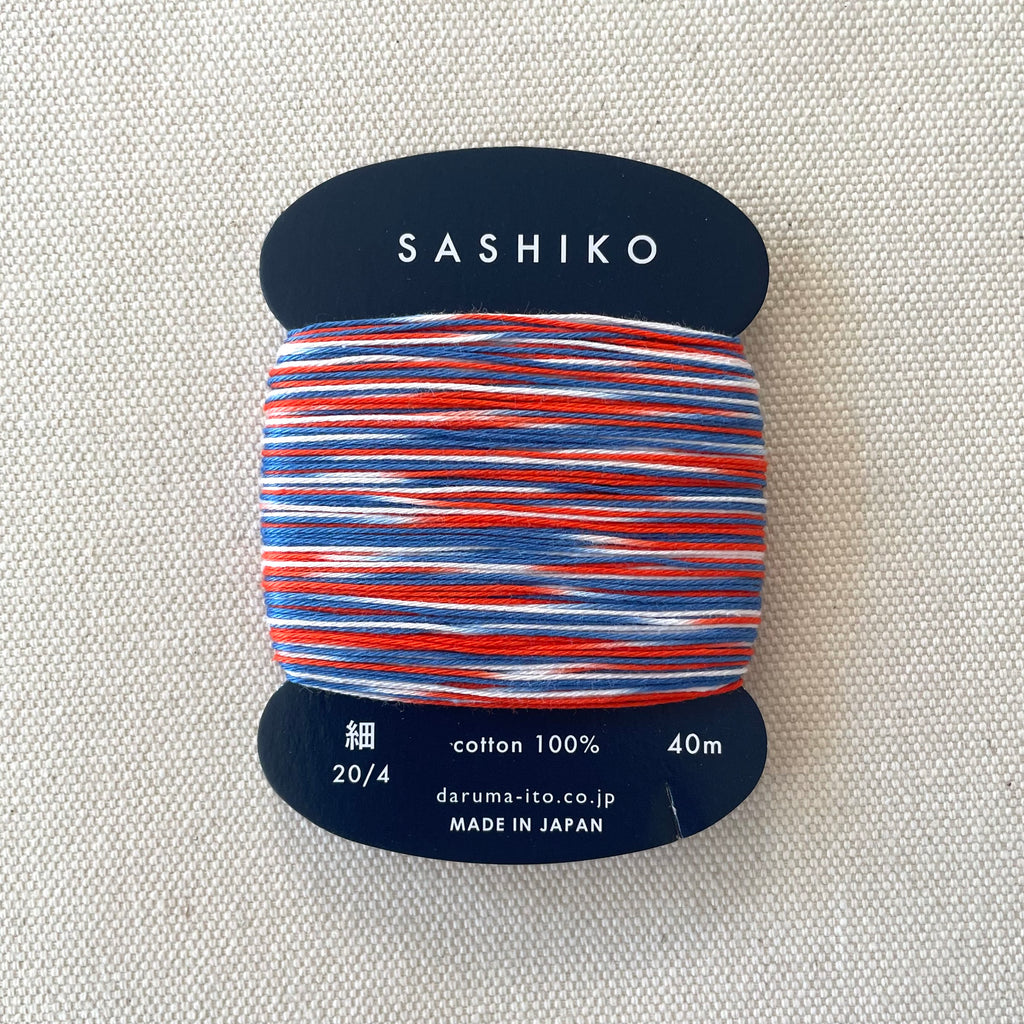 SASHIKO
細 cotton 100% 40m
20/4
daruma-ito.co.jp
MADE IN JAPAN